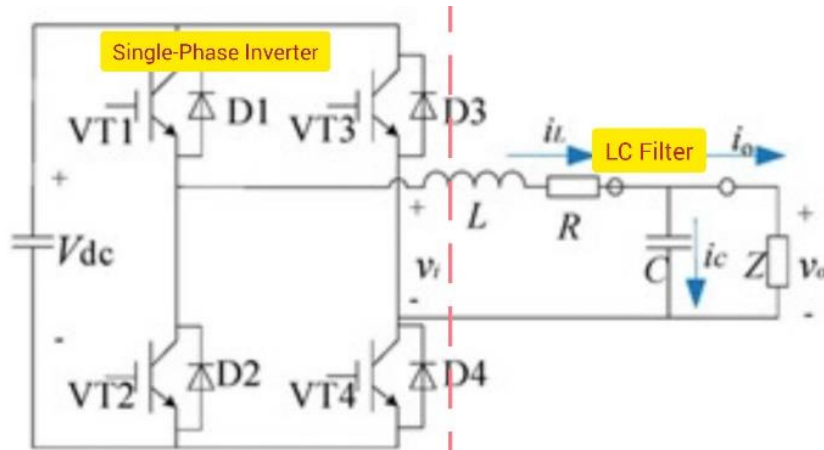 Single-Phase Inverter
VT1
D1
VT3
D3
iL
LC Filter
io
+
Vdc
-
+
vi
-
L
R
C
iC
Z
+
vo
-
VT2
D2
VT4
D4